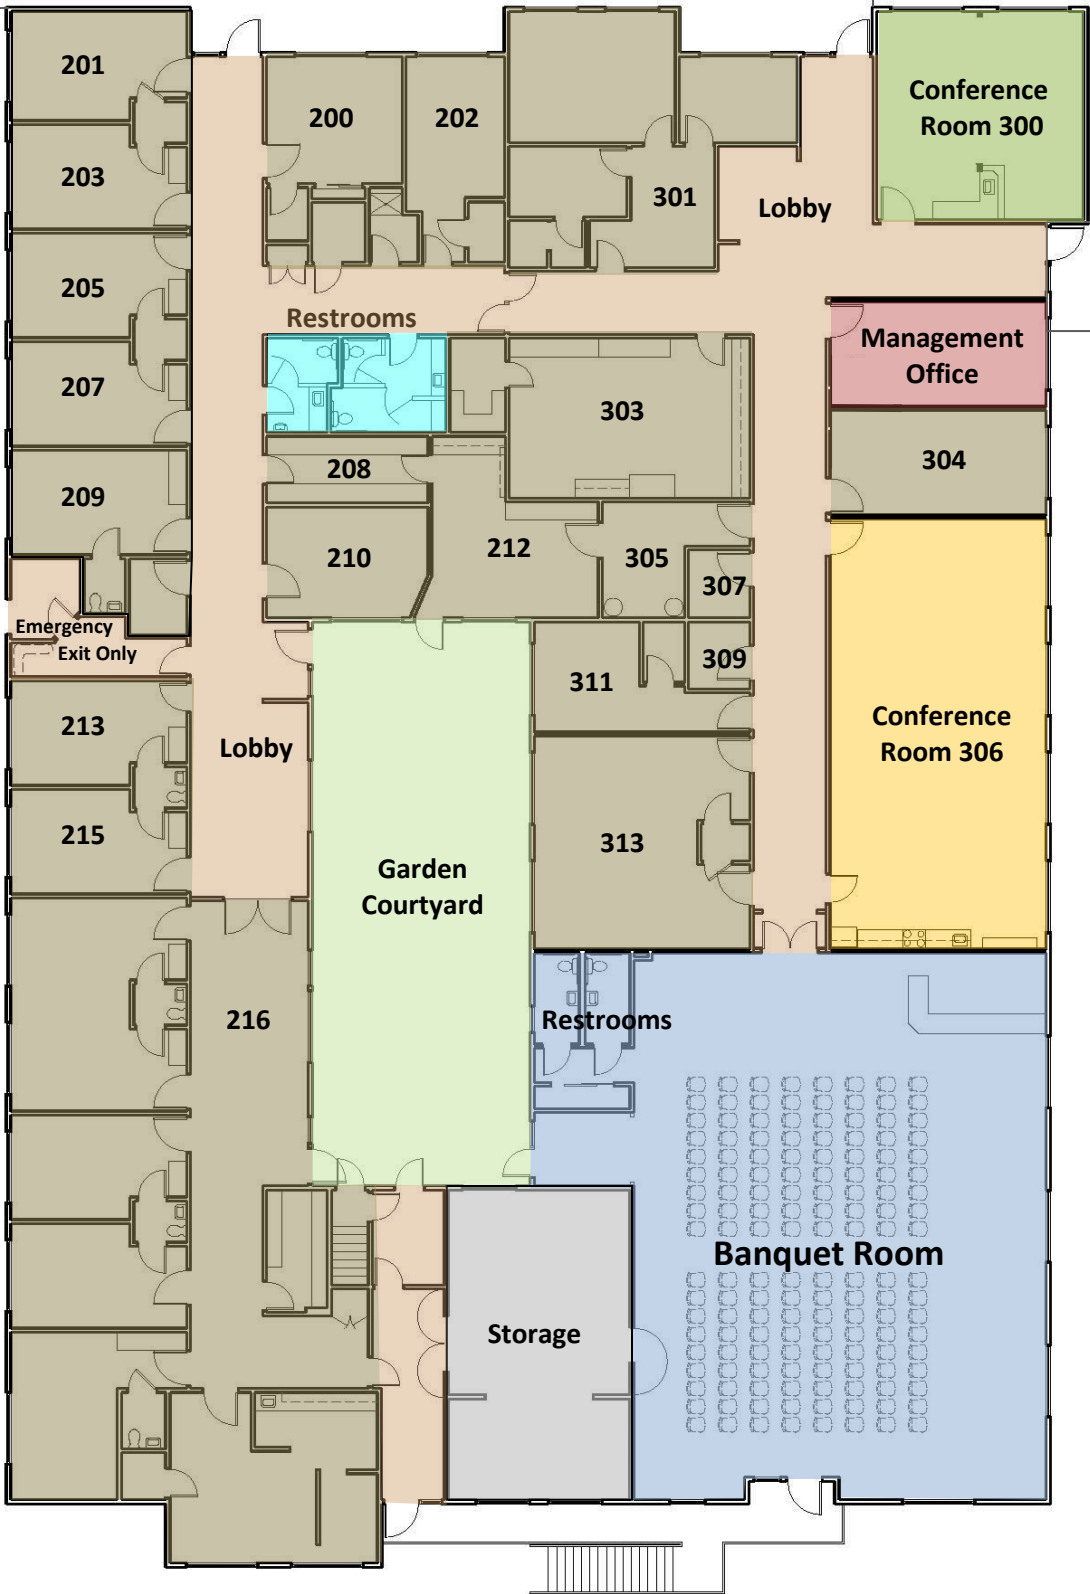 201
200
202
Conference
Room 300
203
301
Lobby
205
Restrooms
Management
Office
207
303
208
304
209
210
212
305
307
Emergency
Exit Only
309
311
213
Lobby
Conference
Room 306
215
313
Garden
Courtyard
216
Restrooms
Banquet Room
Storage